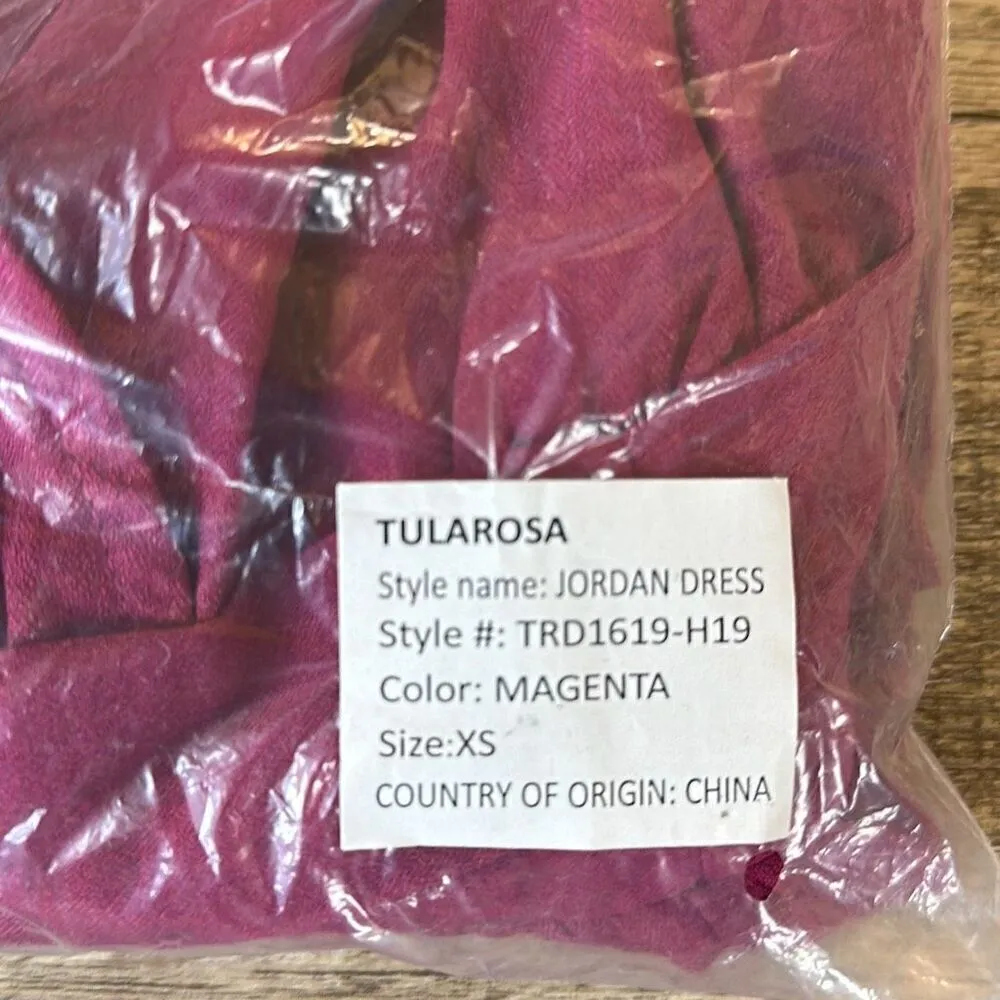 TULAROSA
Style name: JORDAN DRESS
Style #: TRD1619-H19
Color: MAGENTA
Size:XS
COUNTRY OF ORIGIN: CHINA